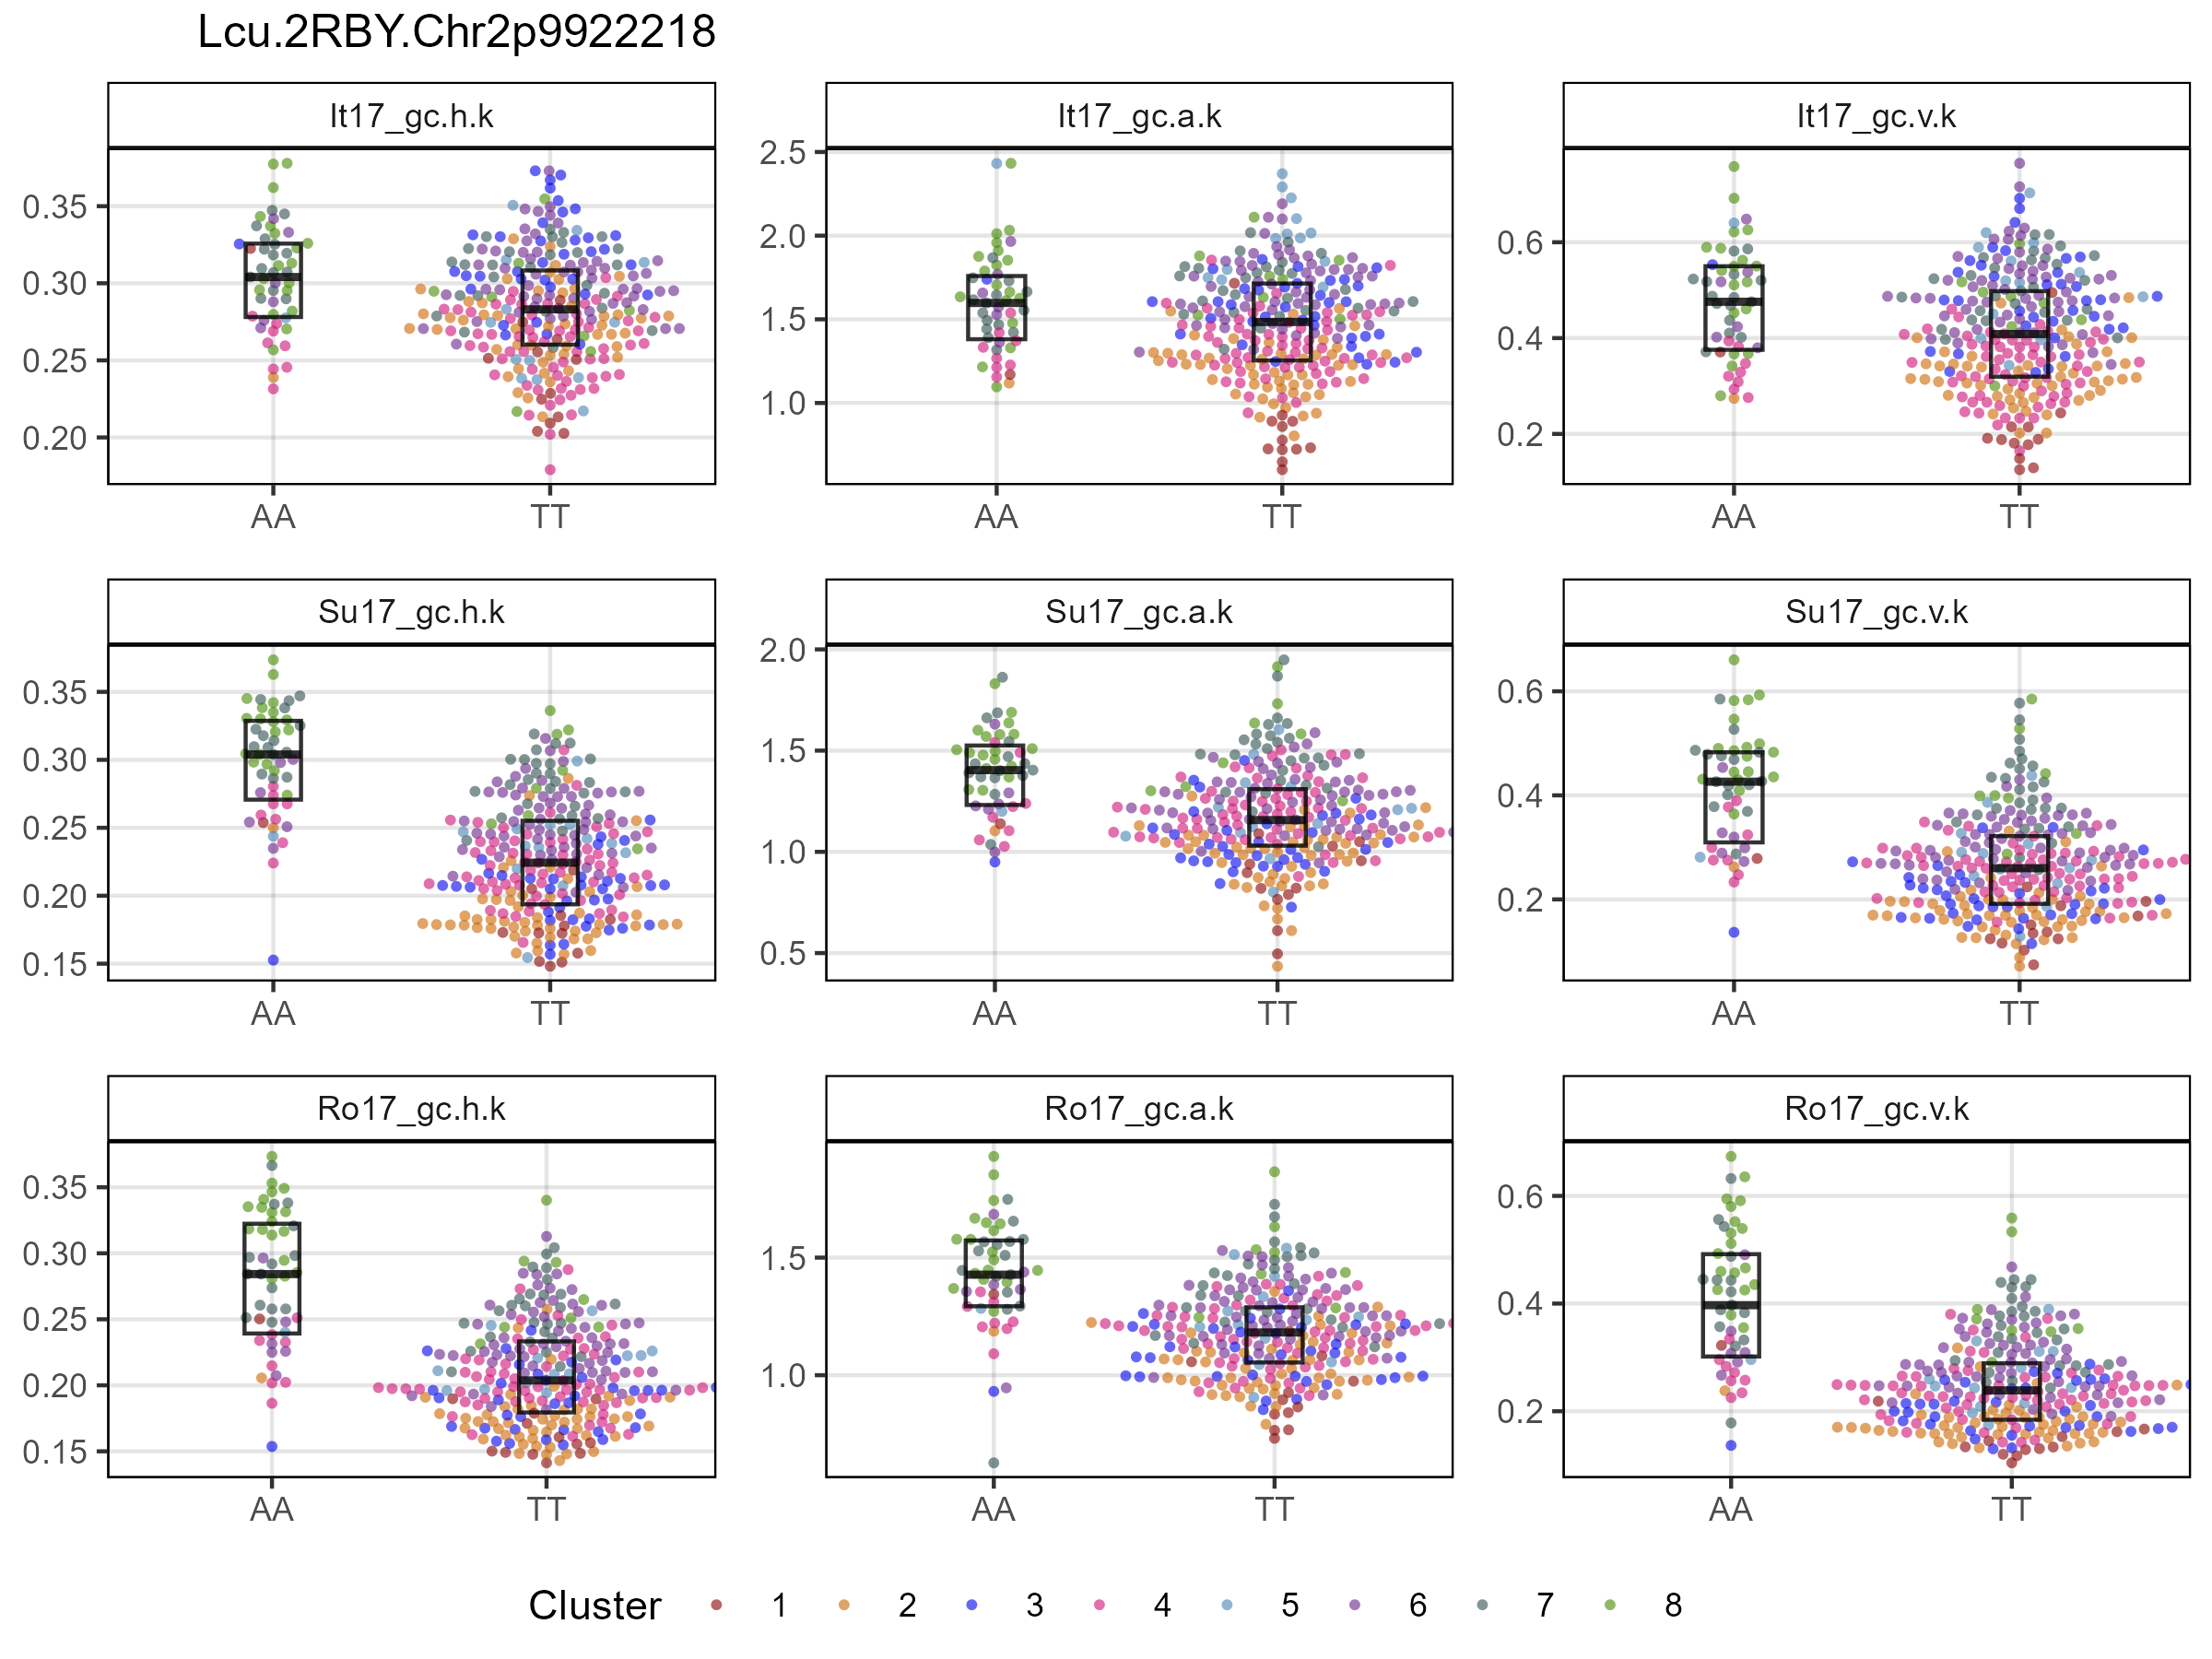 Lcu.2RBY.Chr2p9922218
It17_gc.h.k
It17_gc.a.k
It17_gc.v.k
0.35
0.30
0.25
0.20
AA
TT
2.5
2.0
1.5
1.0
AA
TT
0.6
0.4
0.2
AA
TT
Su17_gc.h.k
Su17_gc.a.k
Su17_gc.v.k
0.35
0.30
0.25
0.20
0.15
AA
TT
2.0
1.5
1.0
0.5
AA
TT
0.6
0.4
0.2
AA
TT
Ro17_gc.h.k
Ro17_gc.a.k
Ro17_gc.v.k
0.35
0.30
0.25
0.20
0.15
AA
TT
1.5
1.0
AA
TT
0.6
0.4
0.2
AA
TT
Cluster 1 2 3 4 5 6 7 8